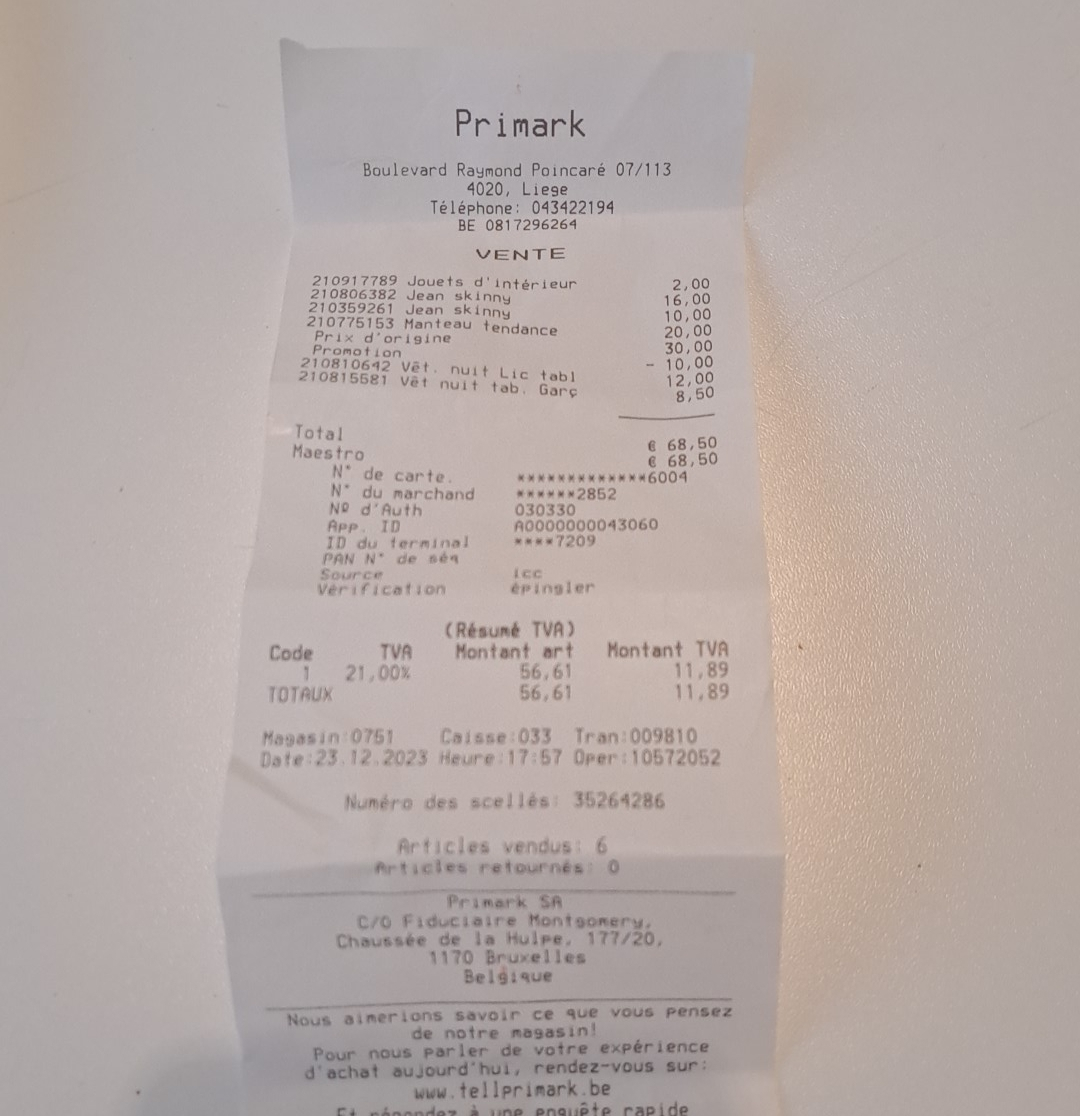 Primark
Boulevard Raymond Poincaré 07/113
4020, Liege
Téléphone: 043422194
BE 0817296264
VENTE
210917789 Jouets d'intérieur 2,00
210806382 Jean skinny 16,00
210359261 Jean skinny 10,00
210775153 Manteau tendance 20,00
Prix d'origine 30,00
Promotion - 10,00
210810642 Vêt. nuit Lic tabl 12,00
210815581 Vêt nuit tab. Garç 8,50
Total € 68,50
Maestro € 68,50
N° de carte. *************6004
N° du marchand ******2852
Nº d'Auth 030330
App. ID A0000000043060
ID du terminal ****7209
PAN N° de séq
Source icc
Vérification épingler
(Résumé TVA)
Code TVA Montant art Montant TVA
1 21,00% 56,61 11,89
TOTAUX 56,61 11,89
Magasin:0751 Caisse:033 Tran:009810
Date:23.12.2023 Heure:17:57 Oper:10572052
Numéro des scellés: 35264286
Articles vendus: 6
Articles retournés: 0
Primark SA
C/O Fiduciaire Montgomery,
Chaussée de la Hulpe, 177/20,
1170 Bruxelles
Belgique
Nous aimerions savoir ce que vous pensez
de notre magasin!
Pour nous parler de votre expérience
d'achat aujourd'hui, rendez-vous sur:
www.tellprimark.be
Et répondez à une enquête rapide